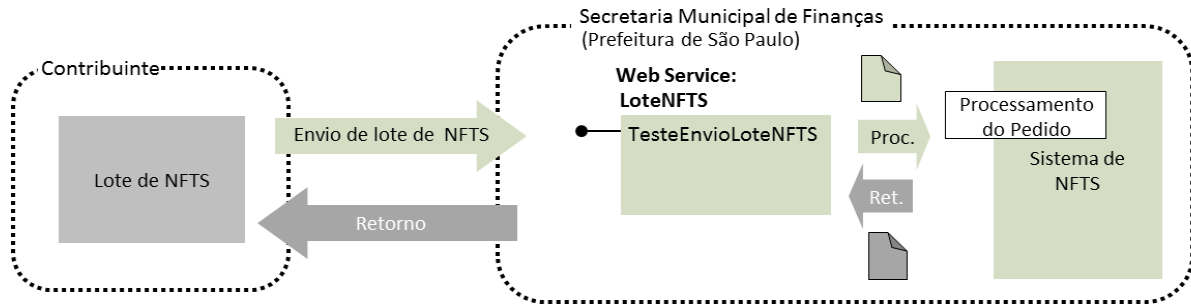 Contribuinte
Lote de NFTS
Envio de lote de NFTS
Retorno
Secretaria Municipal de Finanças
(Prefeitura de São Paulo)
Web Service:
LoteNFTS
TesteEnvioLoteNFTS
Proc.
Ret.
Processamento
do Pedido
Sistema de
NFTS